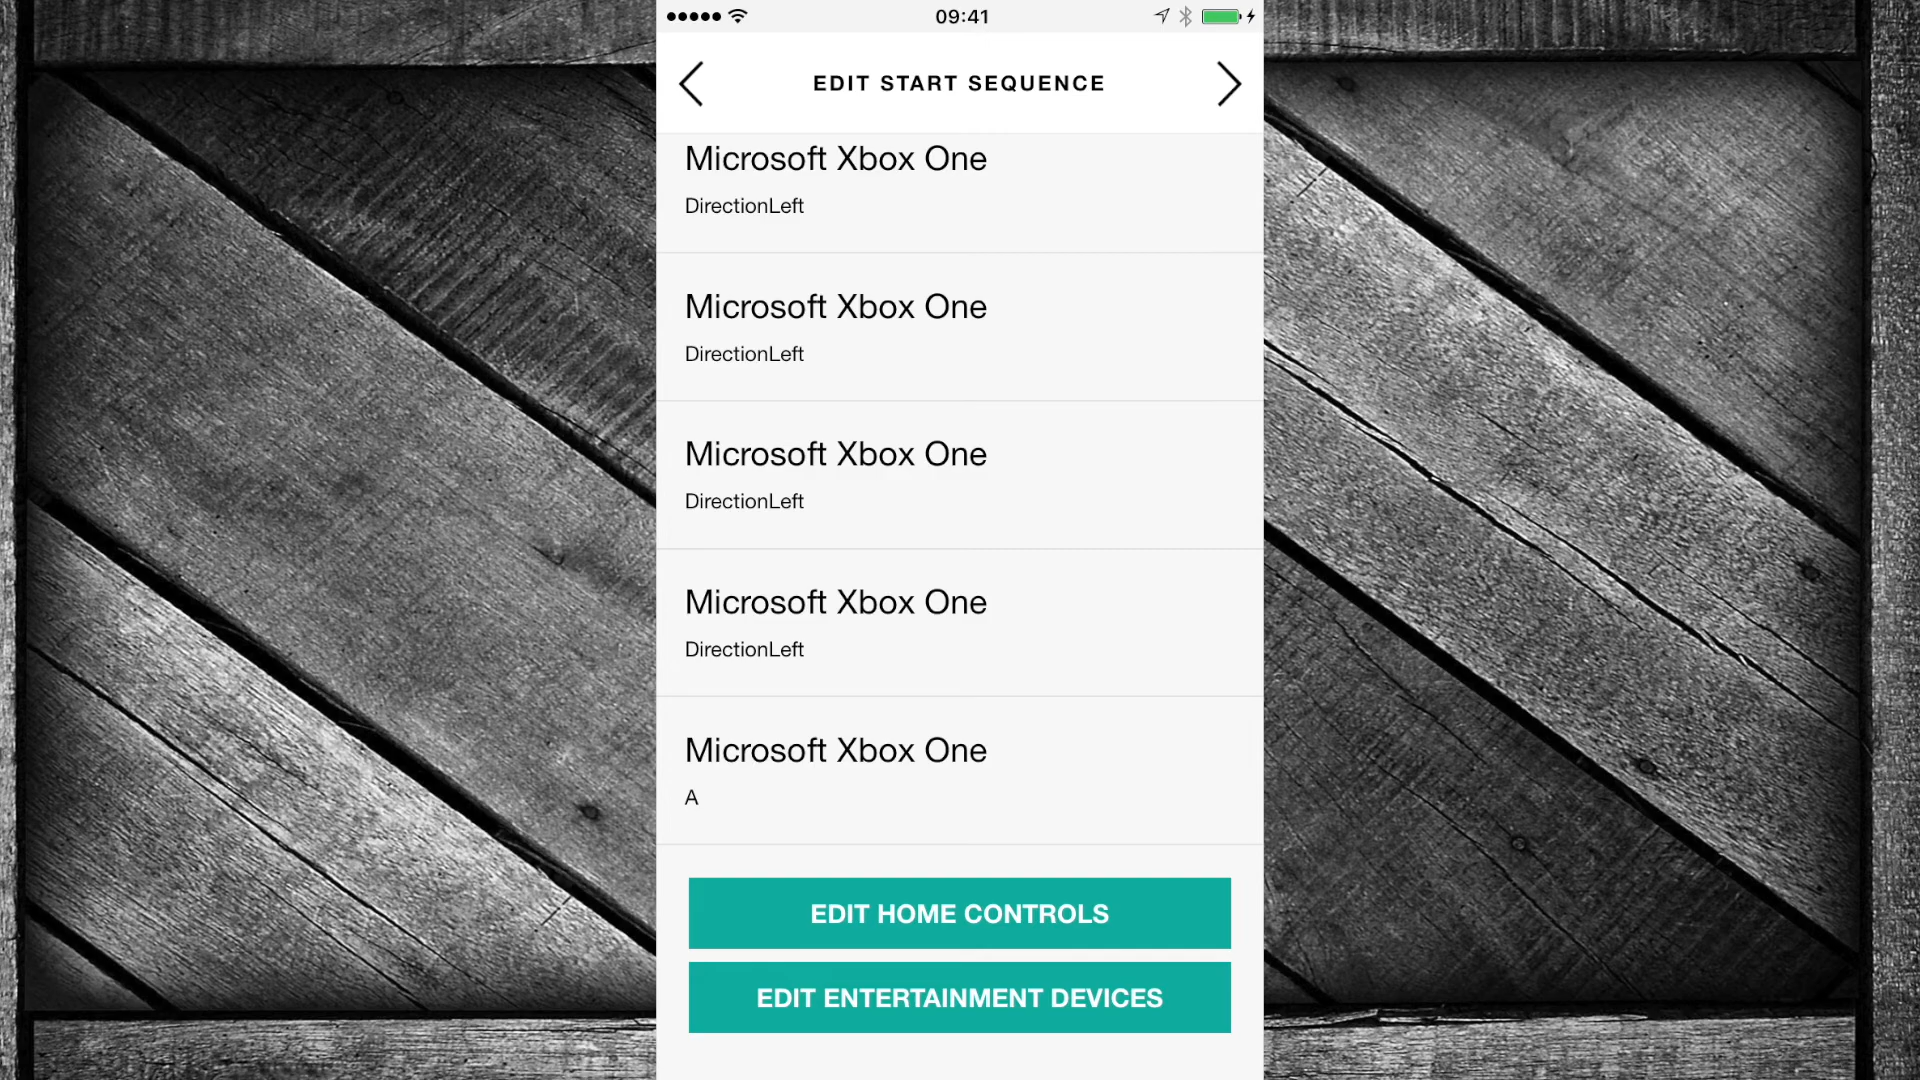 09:41
EDIT START SEQUENCE
Microsoft Xbox One
DirectionLeft
Microsoft Xbox One
DirectionLeft
Microsoft Xbox One
DirectionLeft
Microsoft Xbox One
DirectionLeft
Microsoft Xbox One
A
EDIT HOME CONTROLS
EDIT ENTERTAINMENT DEVICES